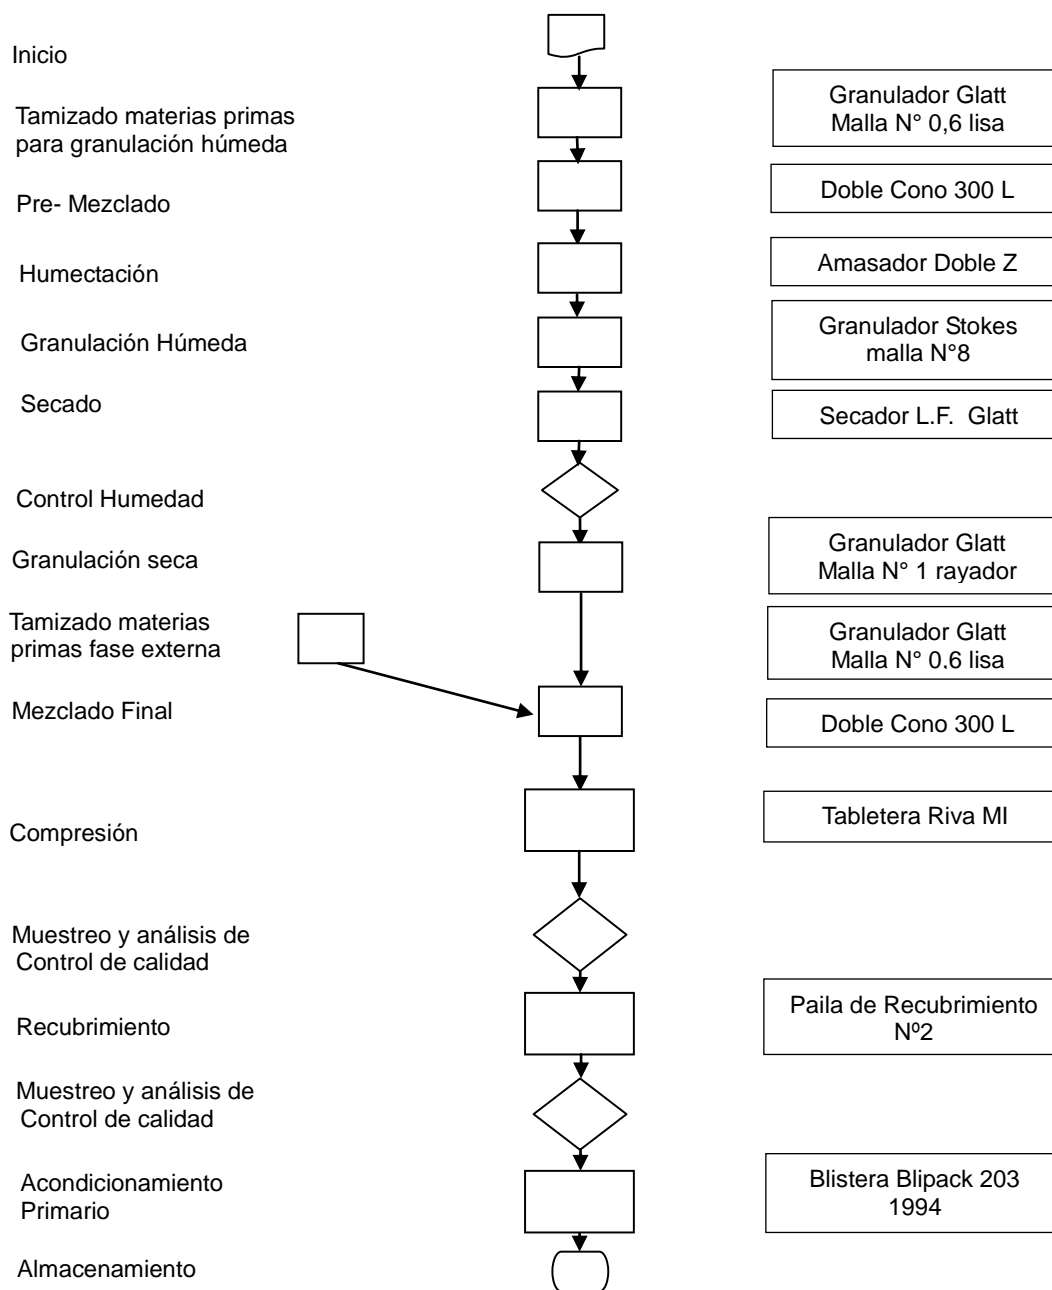 Inicio
Tamizado materias primas
para granulación húmeda
Granulador Glatt
Malla N° 0,6 lisa
Pre- Mezclado
Doble Cono 300 L
Humectación
Amasador Doble Z
Granulación Húmeda
Granulador Stokes
malla N°8
Secado
Secador L.F. Glatt
Control Humedad
Granulación seca
Granulador Glatt
Malla N° 1 rayador
Tamizado materias
primas fase externa
Granulador Glatt
Malla N° 0.6 lisa
Mezclado Final
Doble Cono 300 L
Compresión
Tabletera Riva MI
Muestreo y análisis de
Control de calidad
Recubrimiento
Paila de Recubrimiento
Nº2
Muestreo y análisis de
Control de calidad
Acondicionamiento
Primario
Blistera Blipack 203
1994
Almacenamiento